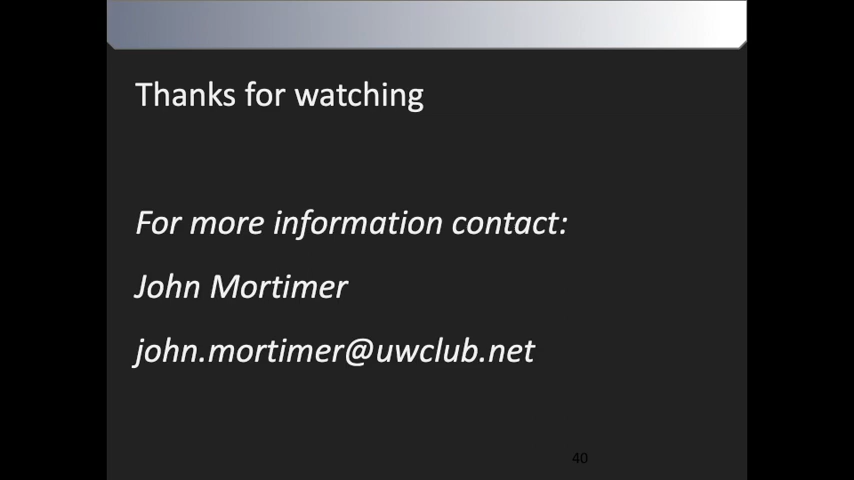 Thanks for watching
For more information contact:
John Mortimer
john.mortimer@uwclub.net
40